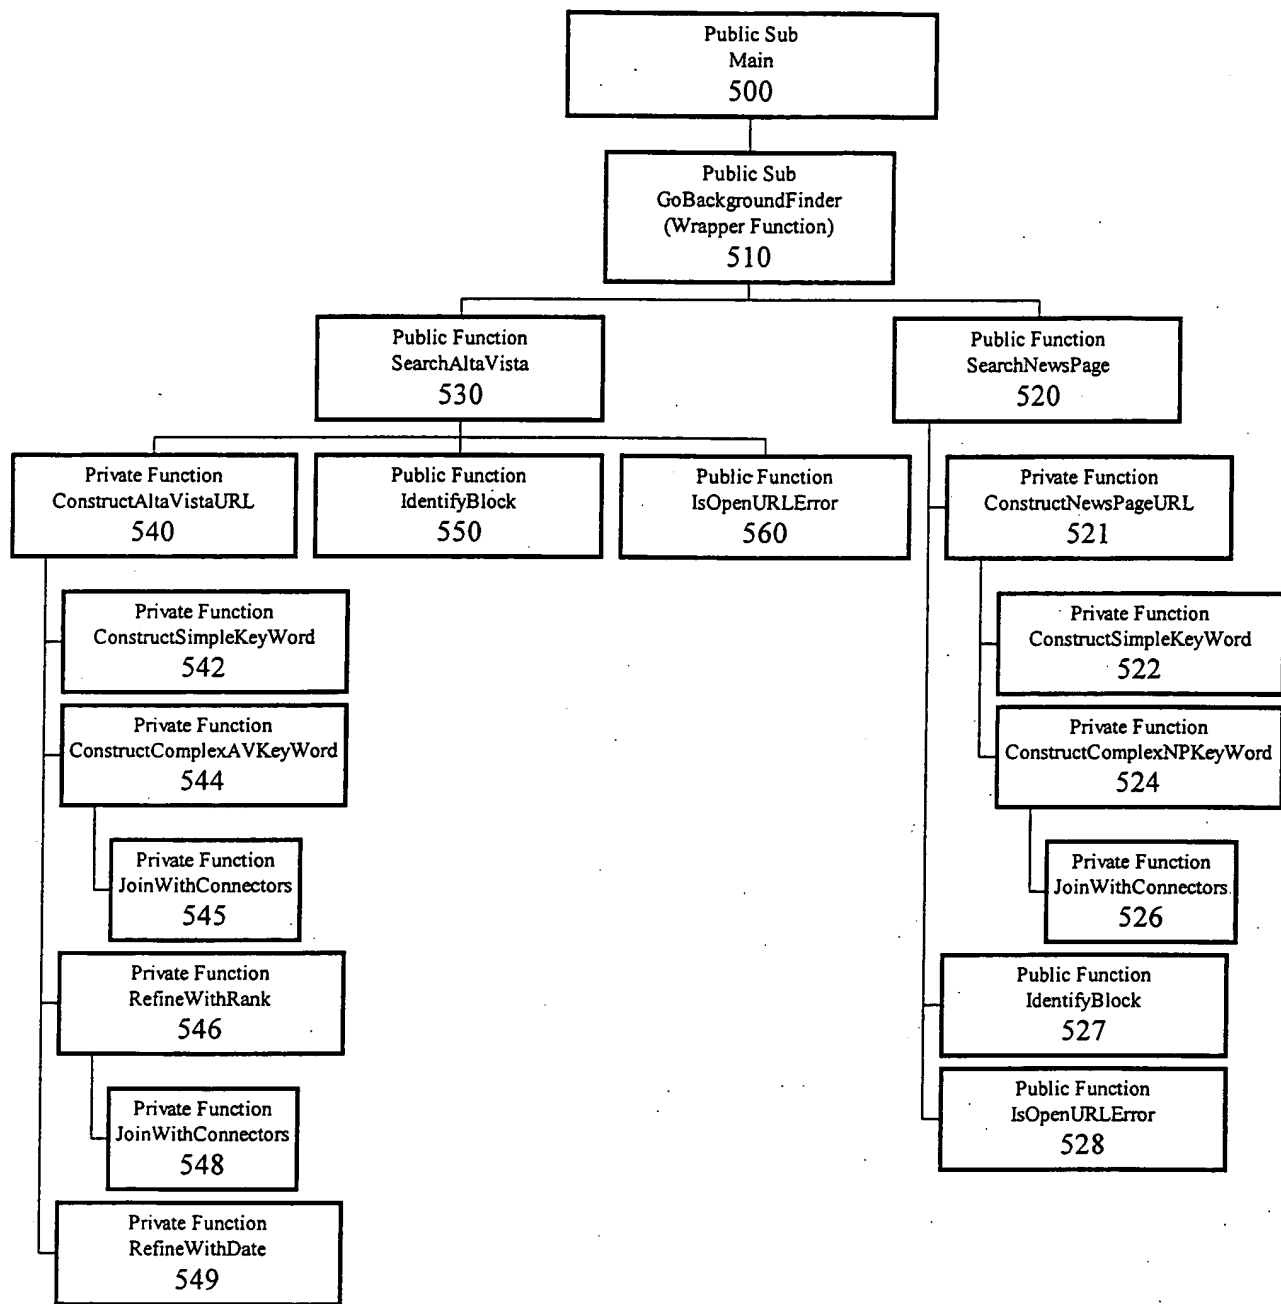 Public Sub
Main
500
Public Sub
GoBackgroundFinder
(Wrapper Function)
510
Public Function
SearchAltaVista
530
Public Function
SearchNewsPage
520
Private Function
ConstructAltaVistaURL
540
Public Function
IdentifyBlock
550
Public Function
IsOpenURLError
560
Private Function
ConstructNewsPageURL
521
Private Function
ConstructSimpleKeyWord
542
Private Function
ConstructComplexAVKeyWord
544
Private Function
JoinWithConnectors
545
Private Function
RefineWithRank
546
Private Function
JoinWithConnectors
548
Private Function
RefineWithDate
549
Private Function
ConstructSimpleKeyWord
522
Private Function
ConstructComplexNPKeyWord
524
Private Function
JoinWithConnectors
526
Public Function
IdentifyBlock
527
Public Function
IsOpenURLError
528